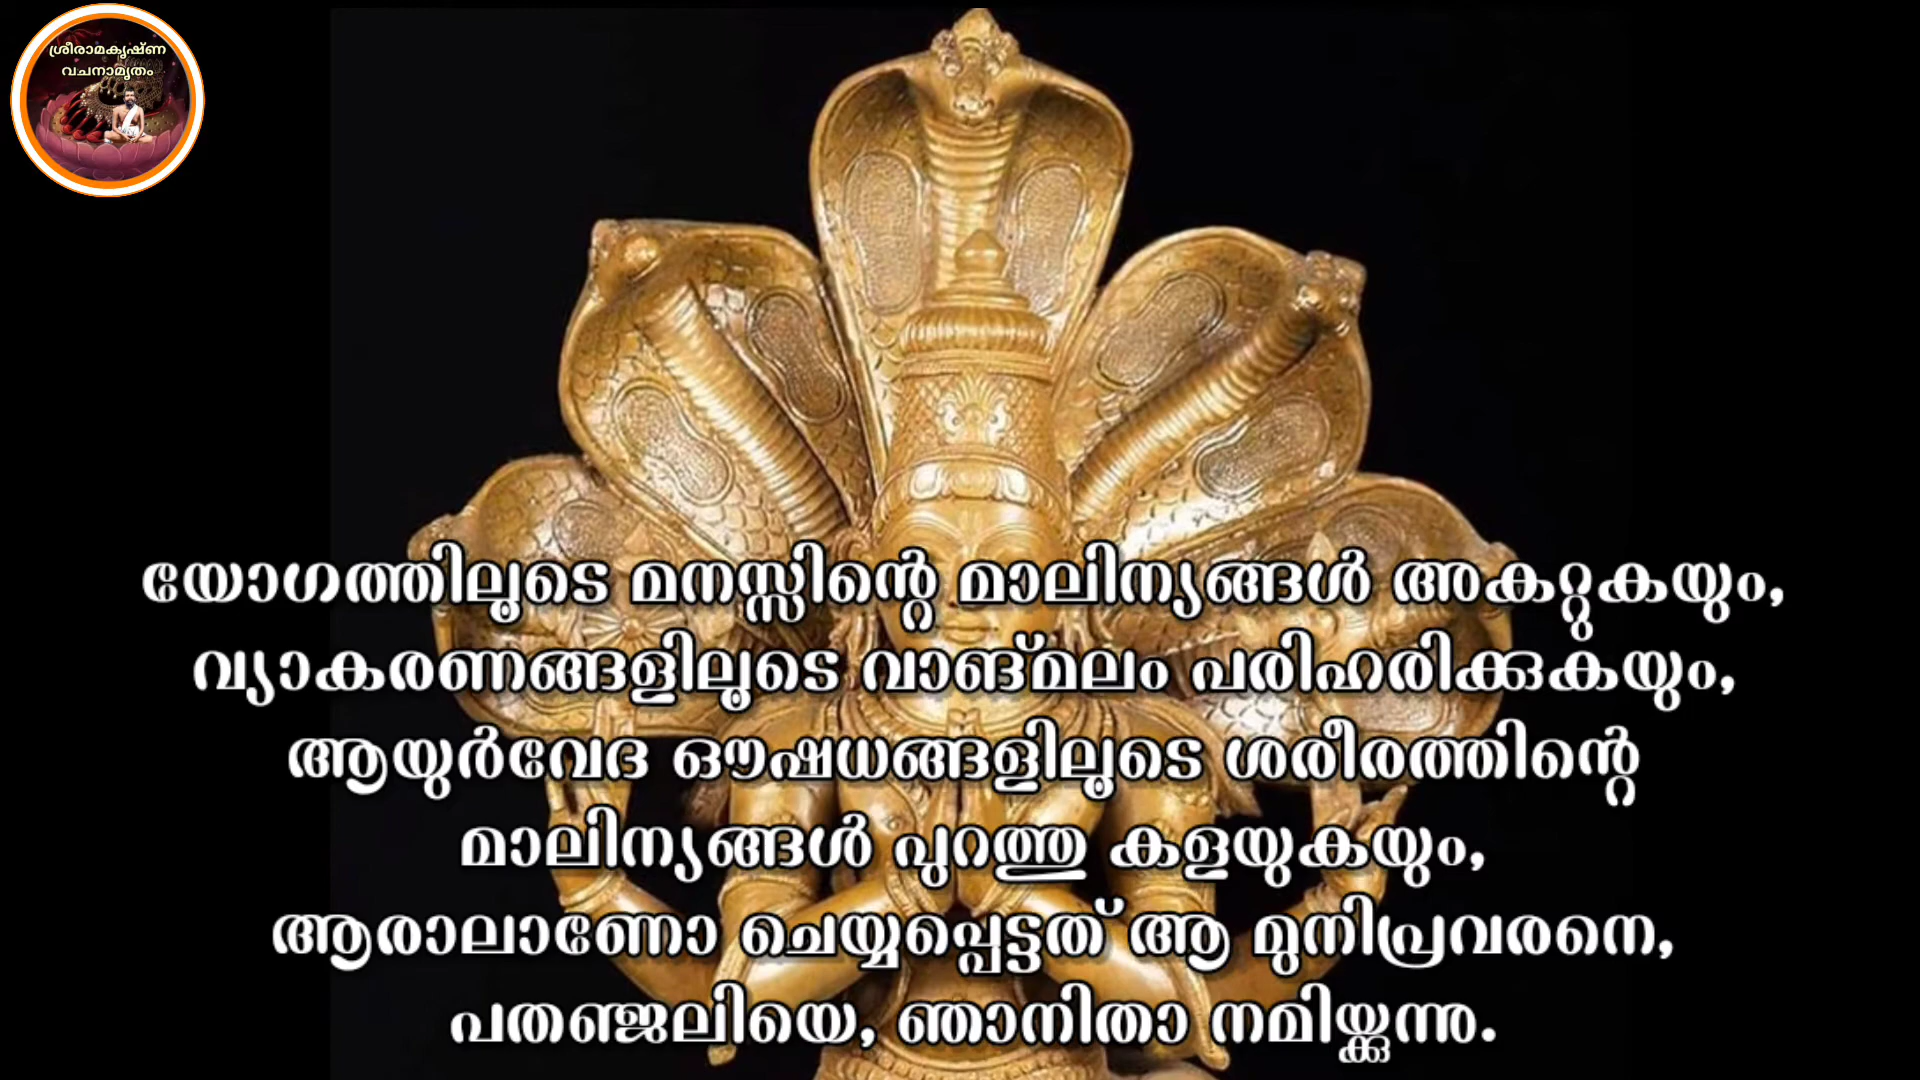 ശ്രീരാമകൃഷ്ണ
വചനാമൃതം
യോഗത്തിലൂടെ മനസ്സിന്റെ മാലിന്യങ്ങൾ അകറ്റുകയും,
വ്യാകരണങ്ങളിലൂടെ വാങ്മലം പരിഹരിക്കുകയും,
ആയുർവേദ ഔഷധങ്ങളിലൂടെ ശരീരത്തിന്റെ
മാലിന്യങ്ങൾ പുറത്തു കളയുകയും,
ആരാലാണോ ചെയ്യപ്പെട്ടത് ആ മുനിപ്രവരനെ,
പതഞ്ജലിയെ, ഞാനിതാ നമിയ്ക്കുന്നു.